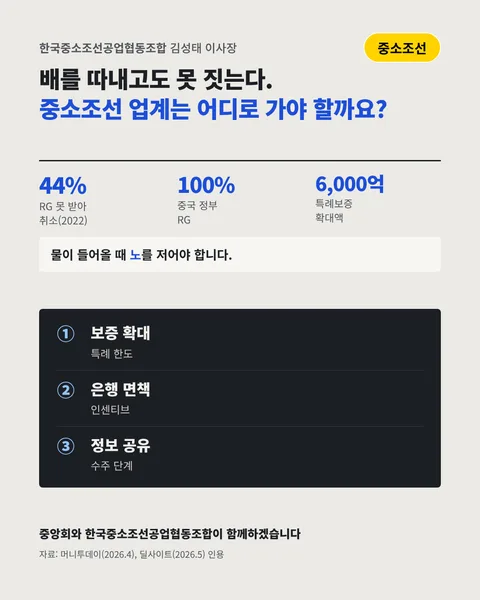 한국중소조선공업협동조합 김성태 이사장
중소조선
배를 따내고도 못 짓는다.
중소조선 업계는 어디로 가야 할까요?
44%
RG 못 받아
취소(2022)
100%
중국 정부
RG
6,000억
특례보증
확대액
물이 들어올 때 노를 저어야 합니다.
1
보증 확대
특례 한도
2
은행 면책
인센티브
3
정보 공유
수주 단계
중앙회와 한국중소조선공업협동조합이 함께하겠습니다
자료: 머니투데이(2026.4), 딜사이트(2026.5) 인용